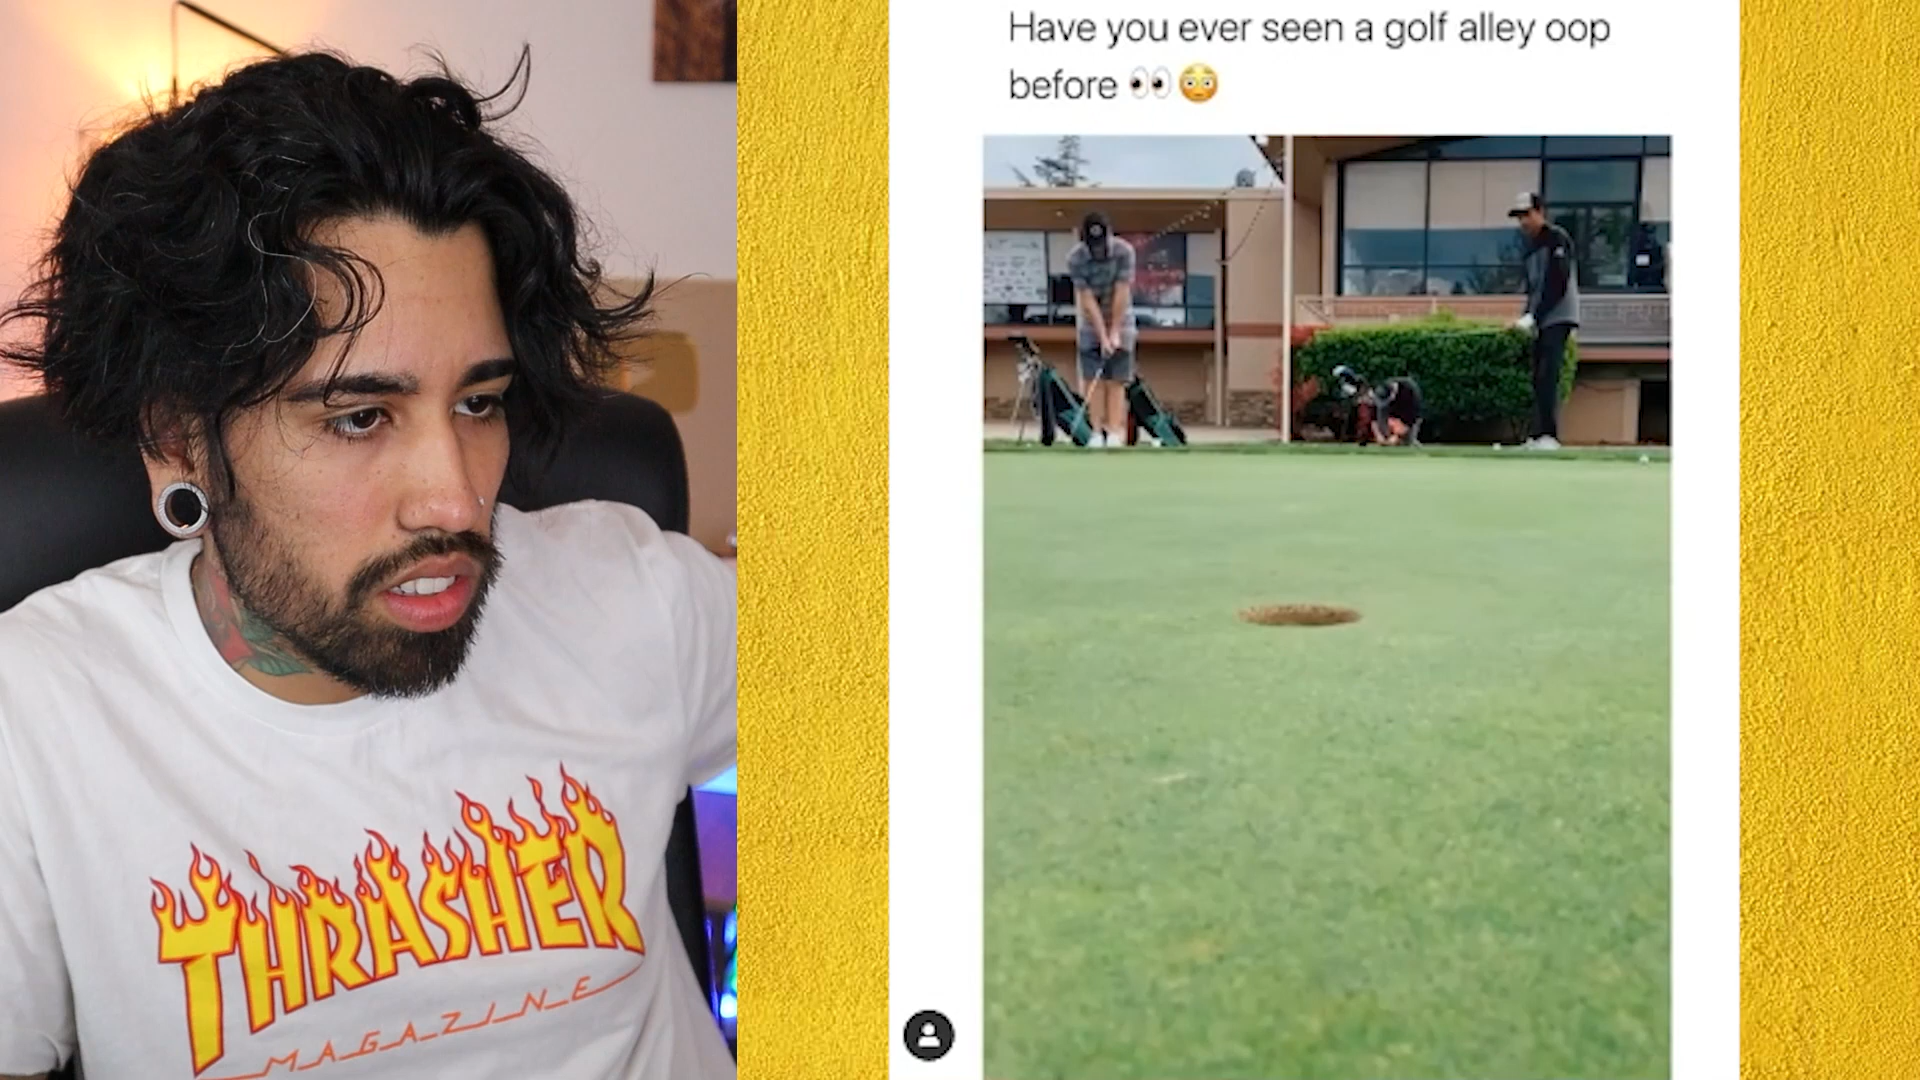 Have you ever seen a golf alley oop
before 👀😳
THRASHER
MAGAZINE